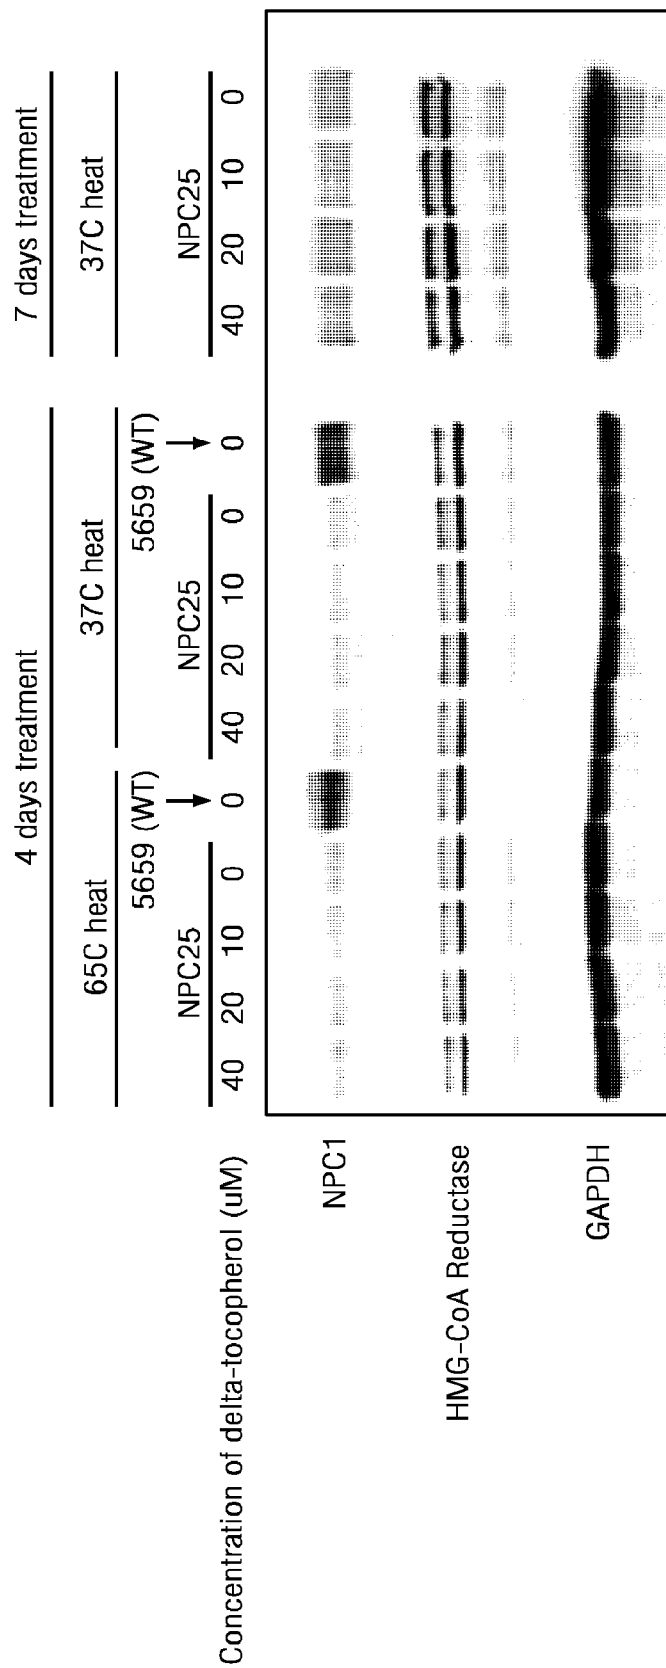 4 days treatment 7 days treatment
65C heat 37C heat 37C heat
5659 (WT) 5659 (WT)
NPC25 NPC25 NPC25
Concentration of delta-tocopherol (uM) 40 20 10 0 0 40 20 10 0 0 40 20 10 0
NPC1
HMG-CoA Reductase
GAPDH